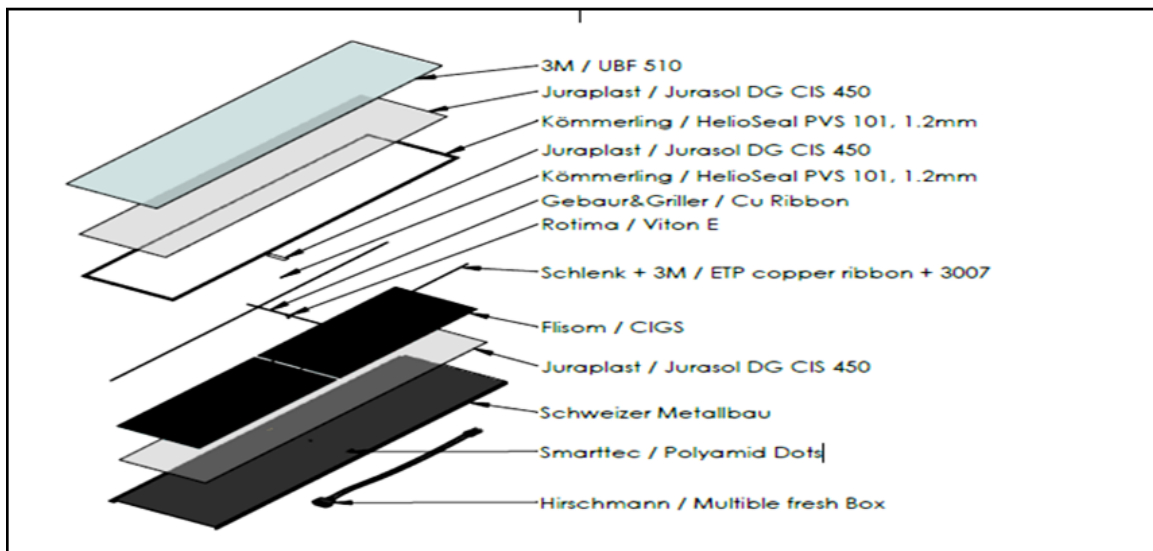 3M / UBF 510
Juraplast / Jurasol DG CIS 450
Kömmerling / HelioSeal PVS 101, 1.2mm
Juraplast / Jurasol DG CIS 450
Kömmerling / HelioSeal PVS 101, 1.2mm
Gebaur&Griller / Cu Ribbon
Rotima / Viton E
Schlenk + 3M / ETP copper ribbon + 3007
Flisom / CIGS
Juraplast / Jurasol DG CIS 450
Schweizer Metallbau
Smarttec / Polyamid Dots
Hirschmann / Multible fresh Box